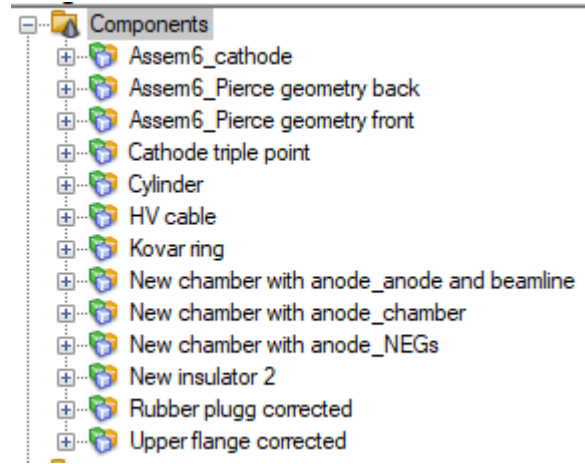 Components
Assem6_cathode
Assem6_Pierce geometry back
Assem6_Pierce geometry front
Cathode triple point
Cylinder
HV cable
Kovar ring
New chamber with anode_anode and beamline
New chamber with anode_chamber
New chamber with anode_NEGs
New insulator 2
Rubber plugg corrected
Upper flange corrected